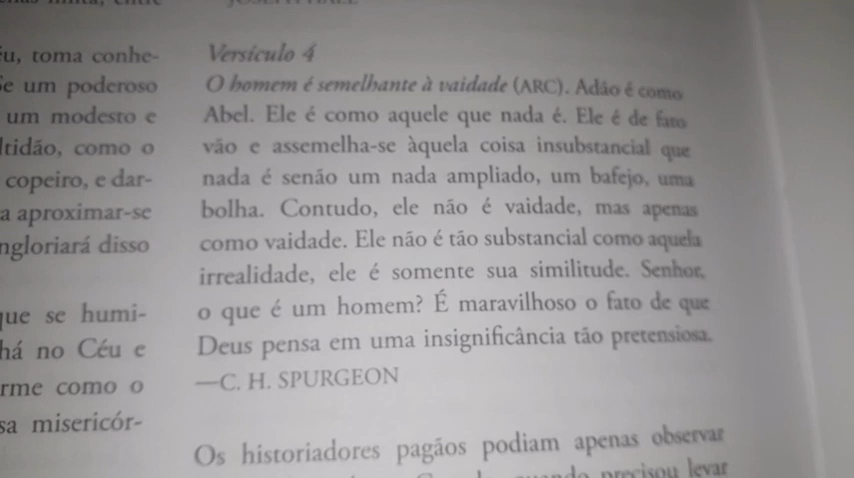 u, toma conhe-
Se um poderoso
um modesto e
ltidão, como o
copeiro, e dar-
a aproximar-se
ngloriará disso
que se humi-
há no Céu e
rme como o
sa misericór-
Versículo 4
O homem é semelhante à vaidade (ARC). Adão é como
Abel. Ele é como aquele que nada é. Ele é de fato
vão e assemelha-se àquela coisa insubstancial que
nada é senão um nada ampliado, um bafejo, uma
bolha. Contudo, ele não é vaidade, mas apenas
como vaidade. Ele não é tão substancial como aquela
irrealidade, ele é somente sua similitude. Senhor,
o que é um homem? É maravilhoso o fato de que
Deus pensa em uma insignificância tão pretensiosa.
—C. H. SPURGEON
Os historiadores pagãos podiam apenas observar
quando precisou levar